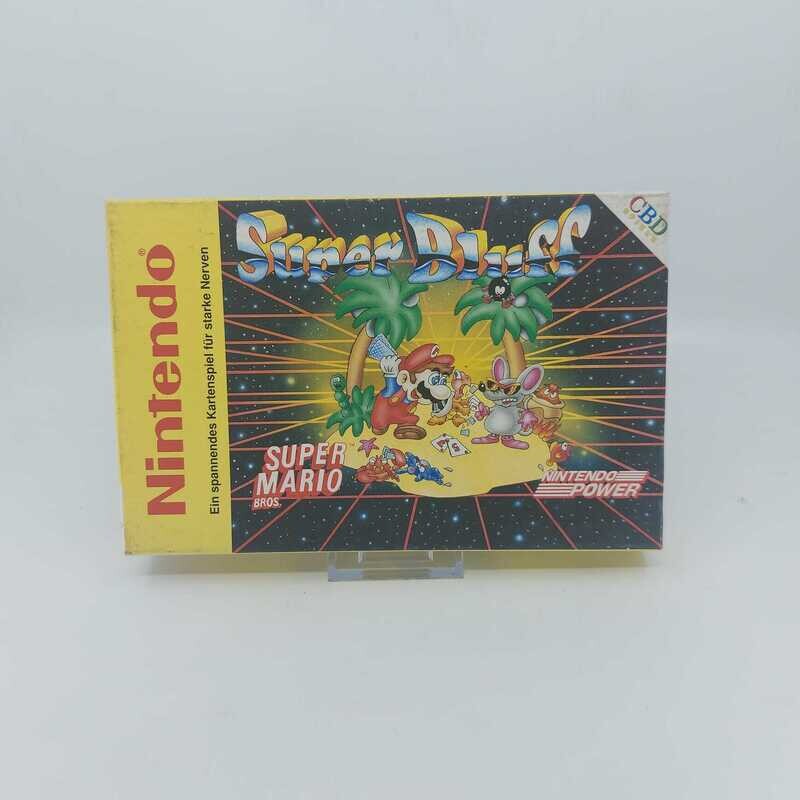 Nintendo®
Ein spannendes Kartenspiel für starke Nerven
Super Bluff
CBD
SUPER
MARIO
BROS.
NINTENDO
POWER